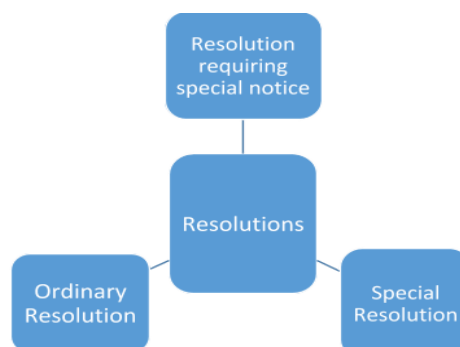 Resolution
requiring
special notice
Resolutions
Ordinary
Resolution
Special
Resolution